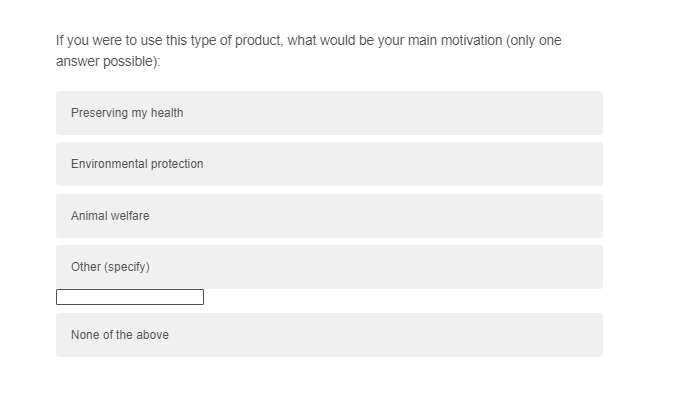 If you were to use this type of product, what would be your main motivation (only one
answer possible):
Preserving my health
Environmental protection
Animal welfare
Other (specify)
None of the above